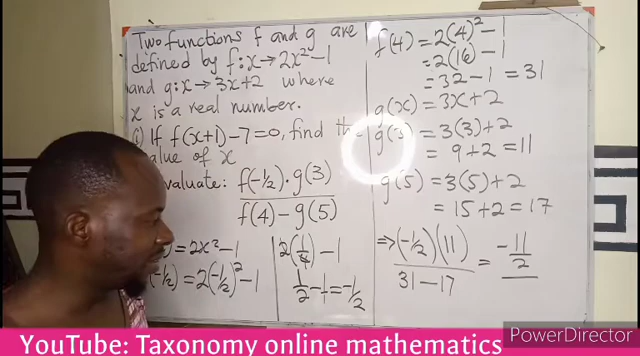 Two functions f and g are
defined by f:x→2x²-1
and g:x→3x+2 where
x is a real number.
(i) If f(x+1)-7=0, find the
value of x
evaluate: f(-1/2)·g(3)
f(4)-g(5)
= 2x²-1
(-1/2) = 2(-1/2)²-1
2(1/4)-1
1/2-1/1=-1/2
f(4) = 2(4)²-1
= 2(16)-1
= 32-1 = 31
g(x) = 3x+2
g(3) = 3(3)+2
= 9+2 = 11
g(5) = 3(5)+2
= 15+2 = 17
⇒ (-1/2)(11)
31-17
= -11/2
YouTube: Taxonomy online mathematics
PowerDirector